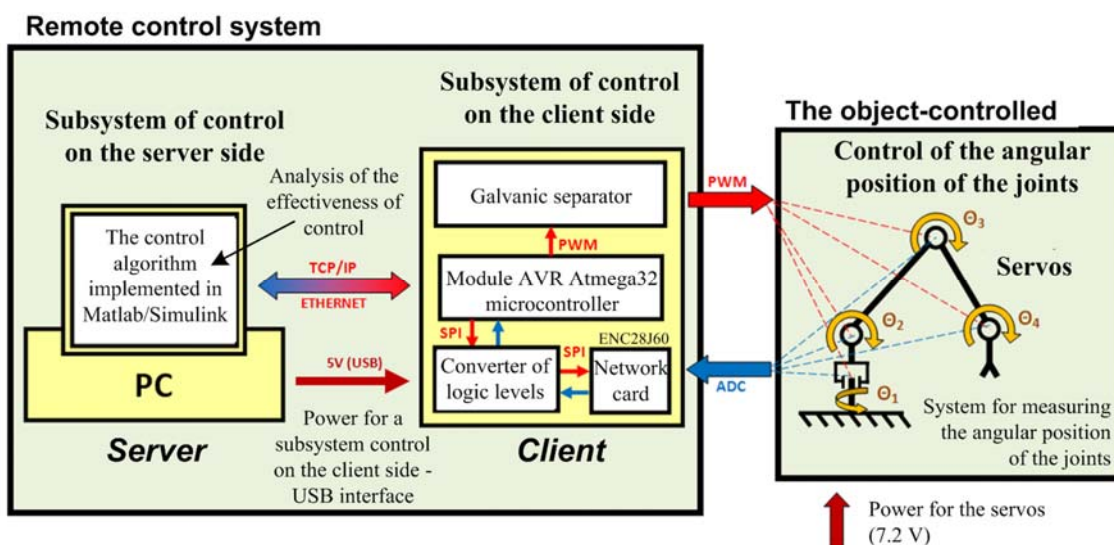 Remote control system
Subsystem of control
on the server side
Analysis of the
effectiveness of
control
The control
algorithm
implemented in
Matlab/Simulink
PC
Server
TCP/IP
ETHERNET
5V (USB)
Power for a
subsystem control
on the client side -
USB interface
Subsystem of control
on the client side
Galvanic separator
PWM
Module AVR Atmega32
microcontroller
SPI
ENC28J60
Converter of
logic levels
SPI
Network
card
Client
PWM
ADC
The object-controlled
Control of the angular
position of the joints
Θ3
Servos
Θ2
Θ4
Θ1
System for measuring
the angular position
of the joints
Power for the servos
(7.2 V)